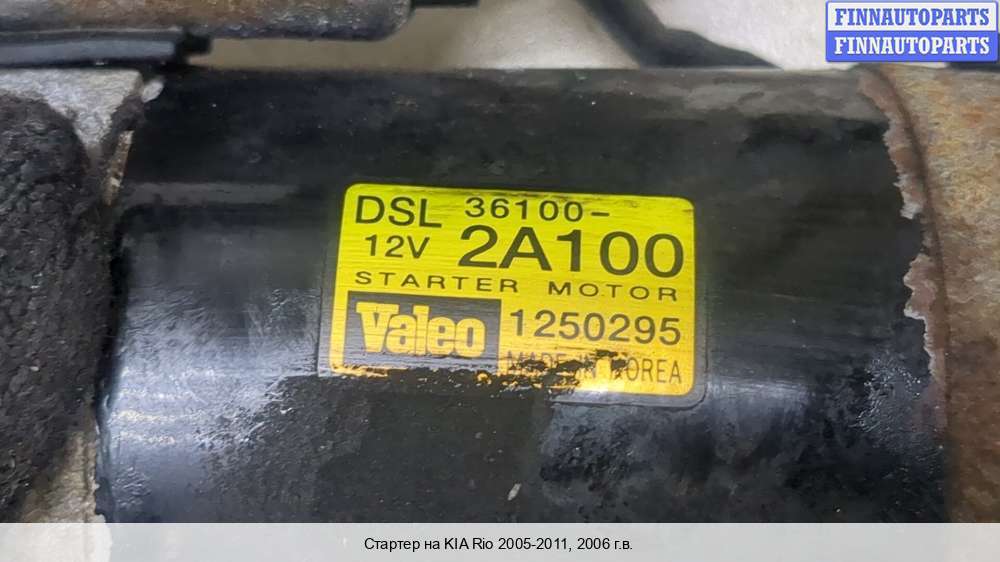 FINNAUTOPARTS
FINNAUTOPARTS
DSL 36100-
12V 2A100
STARTER MOTOR
Valeo 1250295
MADE IN KOREA
Стартер на KIA Rio 2005-2011, 2006 г.в.